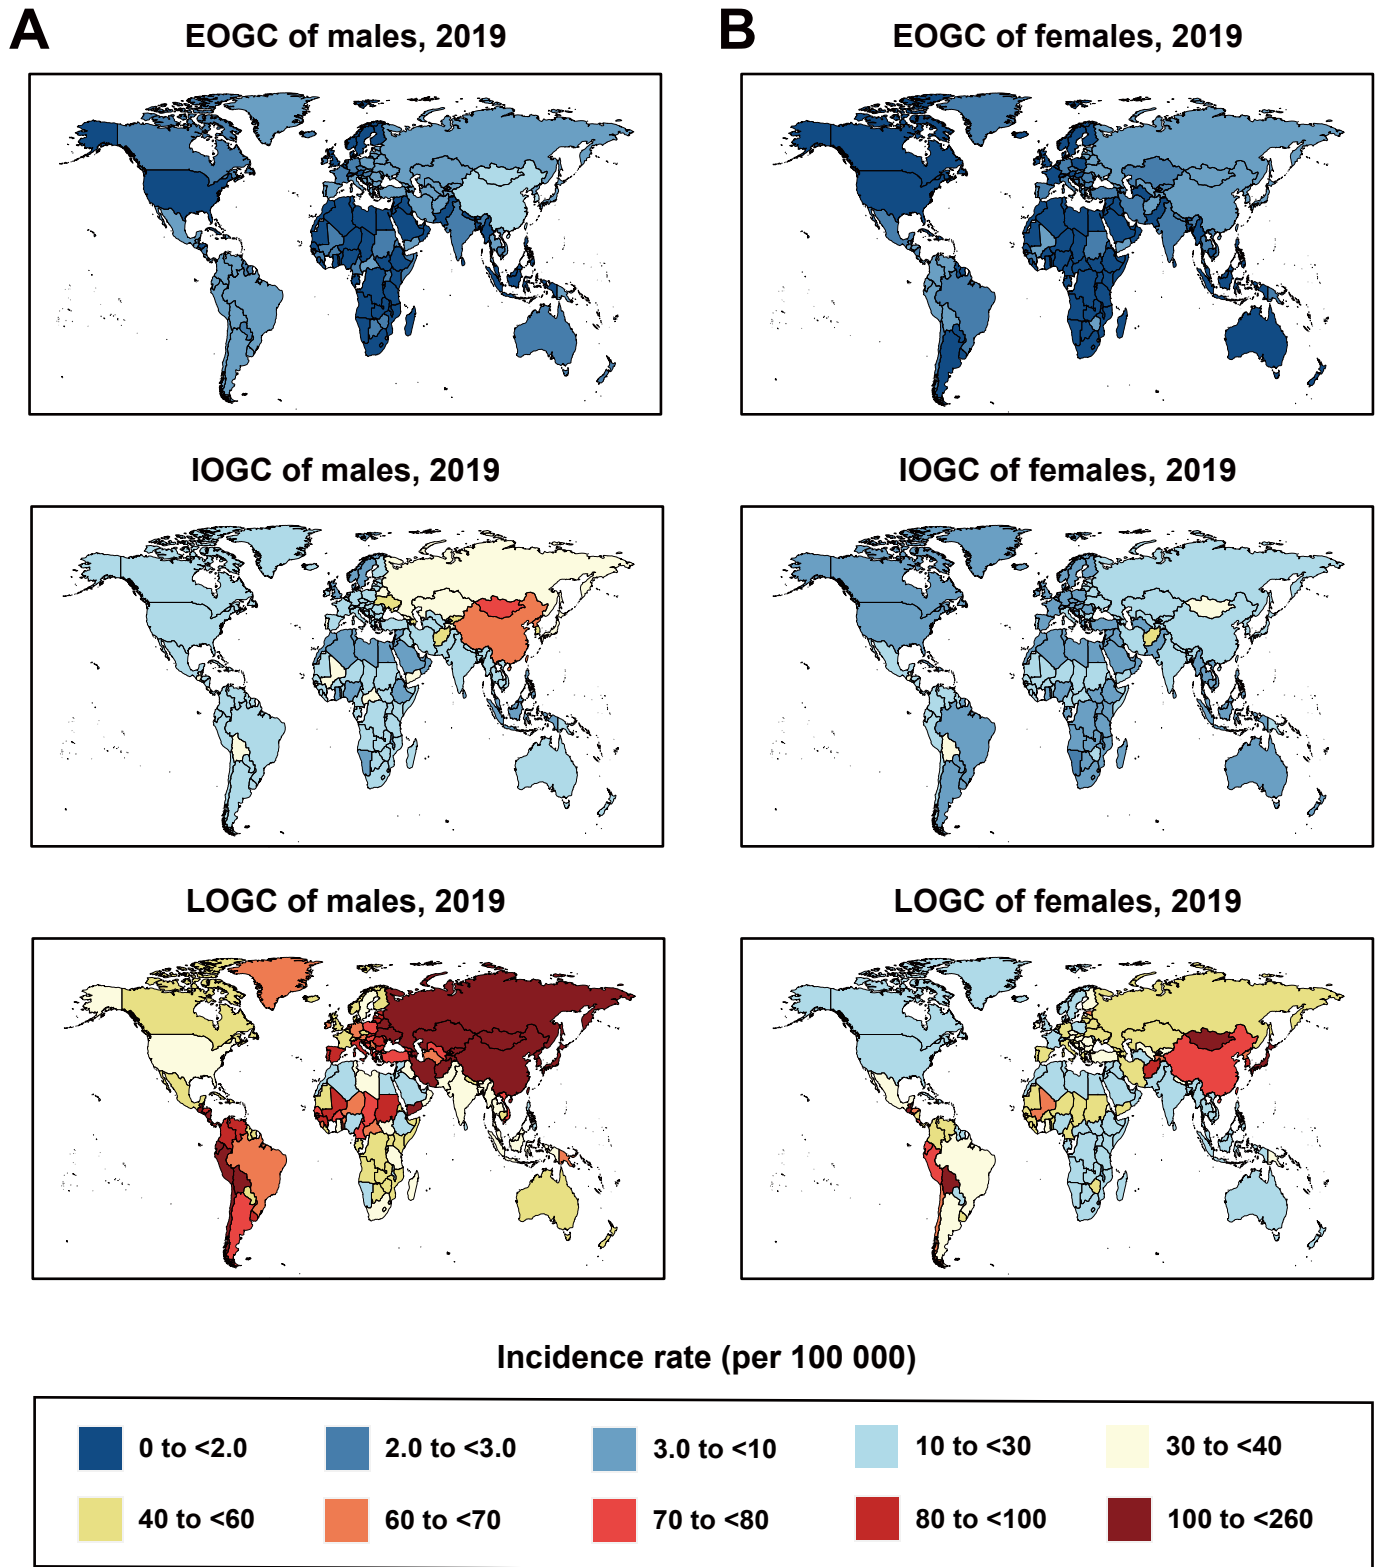 A
EOGC of males, 2019
B
EOGC of females, 2019
IOGC of males, 2019
IOGC of females, 2019
LOGC of males, 2019
LOGC of females, 2019
Incidence rate (per 100 000)
0 to <2.0
2.0 to <3.0
3.0 to <10
10 to <30
30 to <40
40 to <60
60 to <70
70 to <80
80 to <100
100 to <260